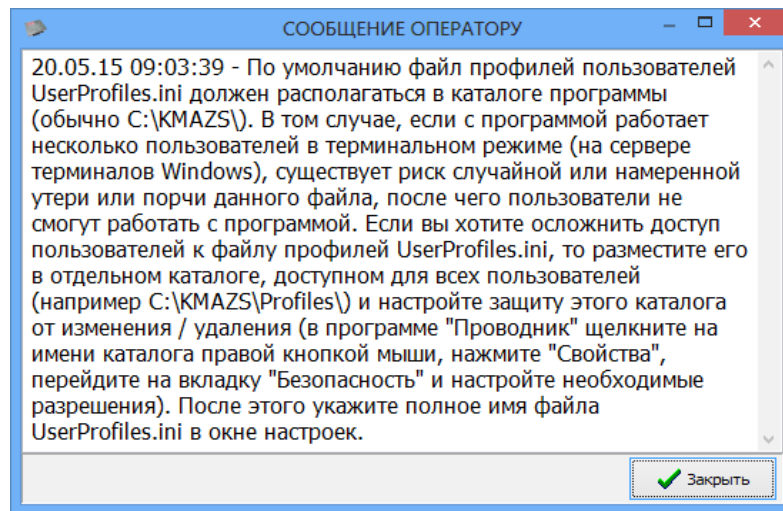 СООБЩЕНИЕ ОПЕРАТОРУ
20.05.15 09:03:39 - По умолчанию файл профилей пользователей
UserProfiles.ini должен располагаться в каталоге программы
(обычно C:\KMAZS\). В том случае, если с программой работает
несколько пользователей в терминальном режиме (на сервере
терминалов Windows), существует риск случайной или намеренной
утери или порчи данного файла, после чего пользователи не
смогут работать с программой. Если вы хотите осложнить доступ
пользователей к файлу профилей UserProfiles.ini, то разместите его
в отдельном каталоге, доступном для всех пользователей
(например C:\KMAZS\Profiles\) и настройте защиту этого каталога
от изменения / удаления (в программе "Проводник" щелкните на
имени каталога правой кнопкой мыши, нажмите "Свойства",
перейдите на вкладку "Безопасность" и настройте необходимые
разрешения). После этого укажите полное имя файла
UserProfiles.ini в окне настроек.
Закрыть